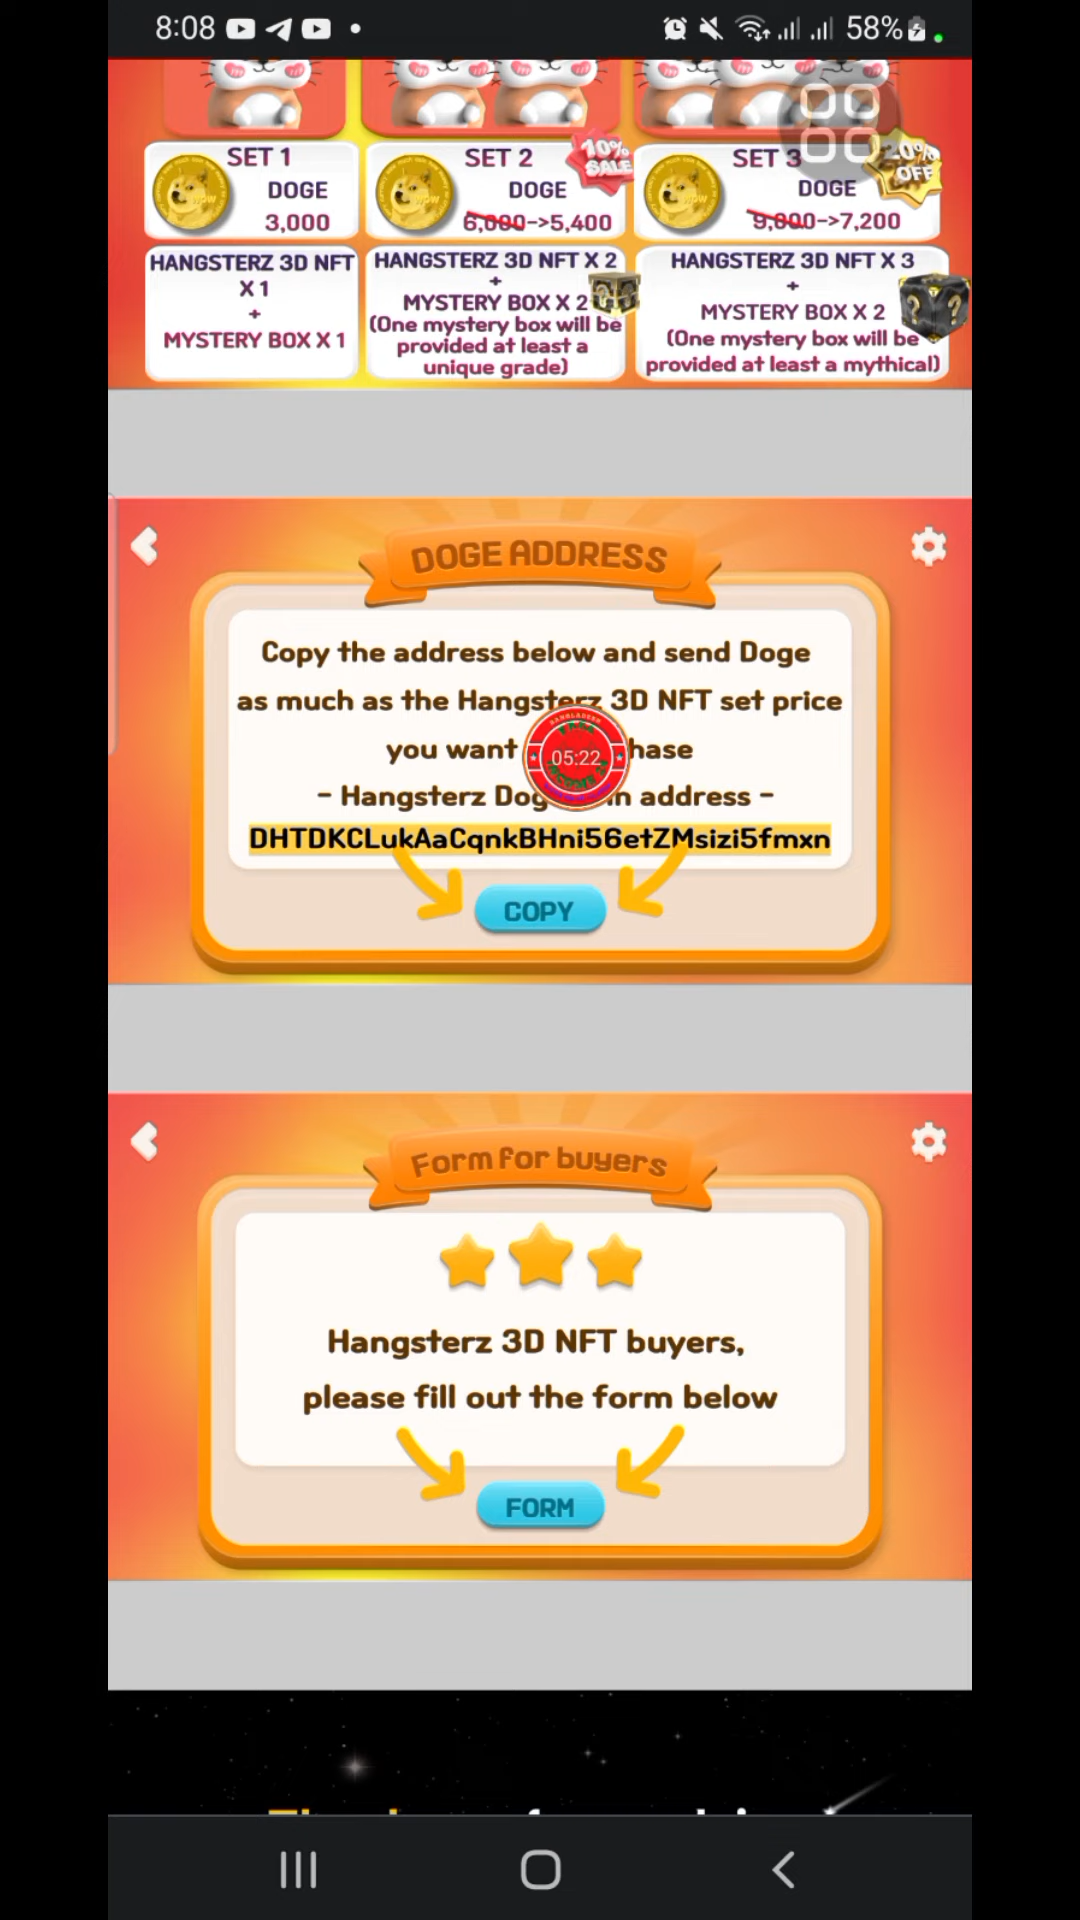 8:08
58%
SET 1
DOGE
3,000
SET 2
10%
SALE
DOGE
6,000->5,400
SET 3
20%
OFF
DOGE
9,000->7,200
HANGSTERZ 3D NFT
X 1
+
MYSTERY BOX X 1
HANGSTERZ 3D NFT X 2
+
MYSTERY BOX X 2
(One mystery box will be
provided at least a
unique grade)
HANGSTERZ 3D NFT X 3
+
MYSTERY BOX X 2
(One mystery box will be
provided at least a mythical)
DOGE ADDRESS
Copy the address below and send Doge
as much as the Hangsterz 3D NFT set price
you want hase
05:22
- Hangsterz Dog in address -
DHTDKCLukAaCqnkBHni56etZMsizi5fmxn
COPY
Form for buyers
Hangsterz 3D NFT buyers,
please fill out the form below
FORM